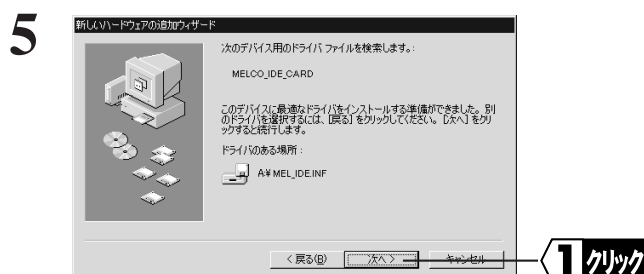 5
新しいハードウェアの追加ウィザード
次のデバイス用のドライバ ファイルを検索します。:
MELCO_IDE_CARD
このデバイスに最適なドライバをインストールする準備ができました。別
のドライバを選択するには、[戻る] をクリックしてください。[次へ] をクリ
ックすると続行します。
ドライバのある場所 :
A:¥MEL_IDE.INF
< 戻る(B) 次へ > キャンセル
1 クリック